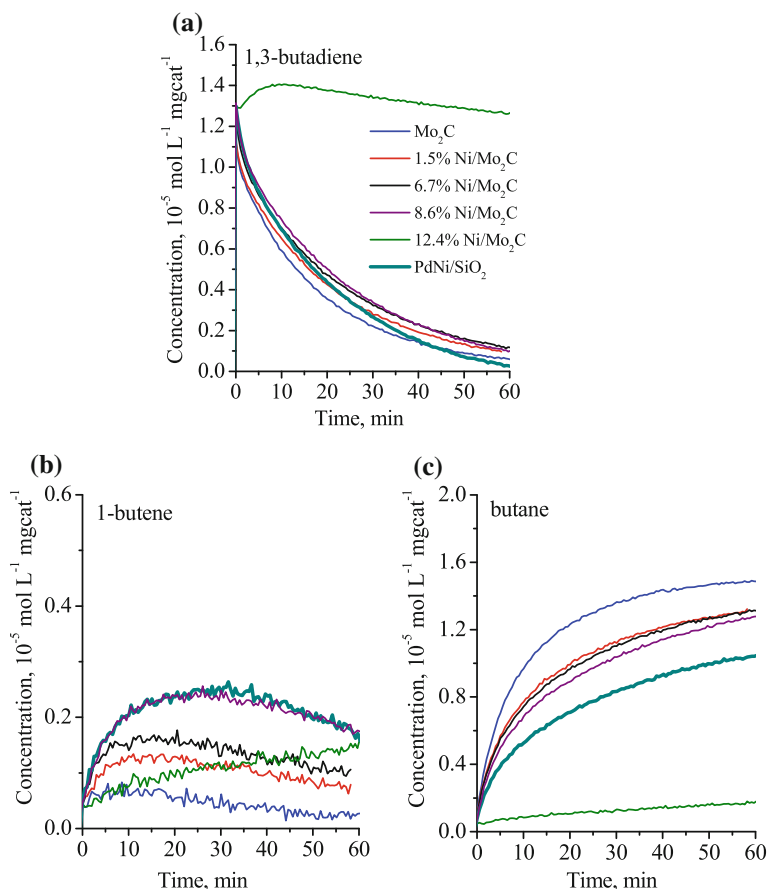 (a)
1,3-butadiene
1.6
1.4
1.2
1.0
0.8
0.6
0.4
0.2
0.0
Concentration, 10⁻⁵ mol L⁻¹ mgcat⁻¹
Mo₂C
1.5% Ni/Mo₂C
6.7% Ni/Mo₂C
8.6% Ni/Mo₂C
12.4% Ni/Mo₂C
PdNi/SiO₂
0 10 20 30 40 50 60
Time, min
(b)
1-butene
0.6
0.4
0.2
0.0
Concentration, 10⁻⁵ mol L⁻¹ mgcat⁻¹
0 10 20 30 40 50 60
Time, min
(c)
butane
2.0
1.6
1.2
0.8
0.4
0.0
Concentration, 10⁻⁵ mol L⁻¹ mgcat⁻¹
0 10 20 30 40 50 60
Time, min